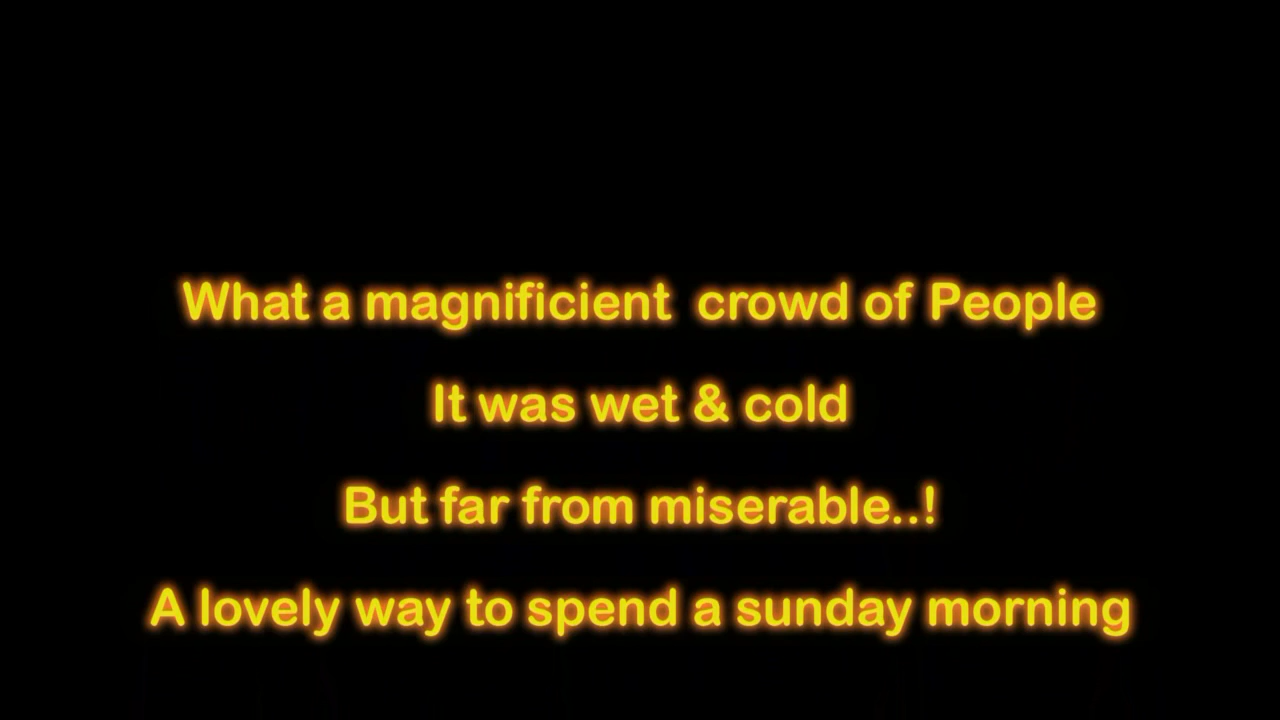 What a magnificient  crowd of People
It was wet & cold
But far from miserable..!
A lovely way to spend a sunday morning